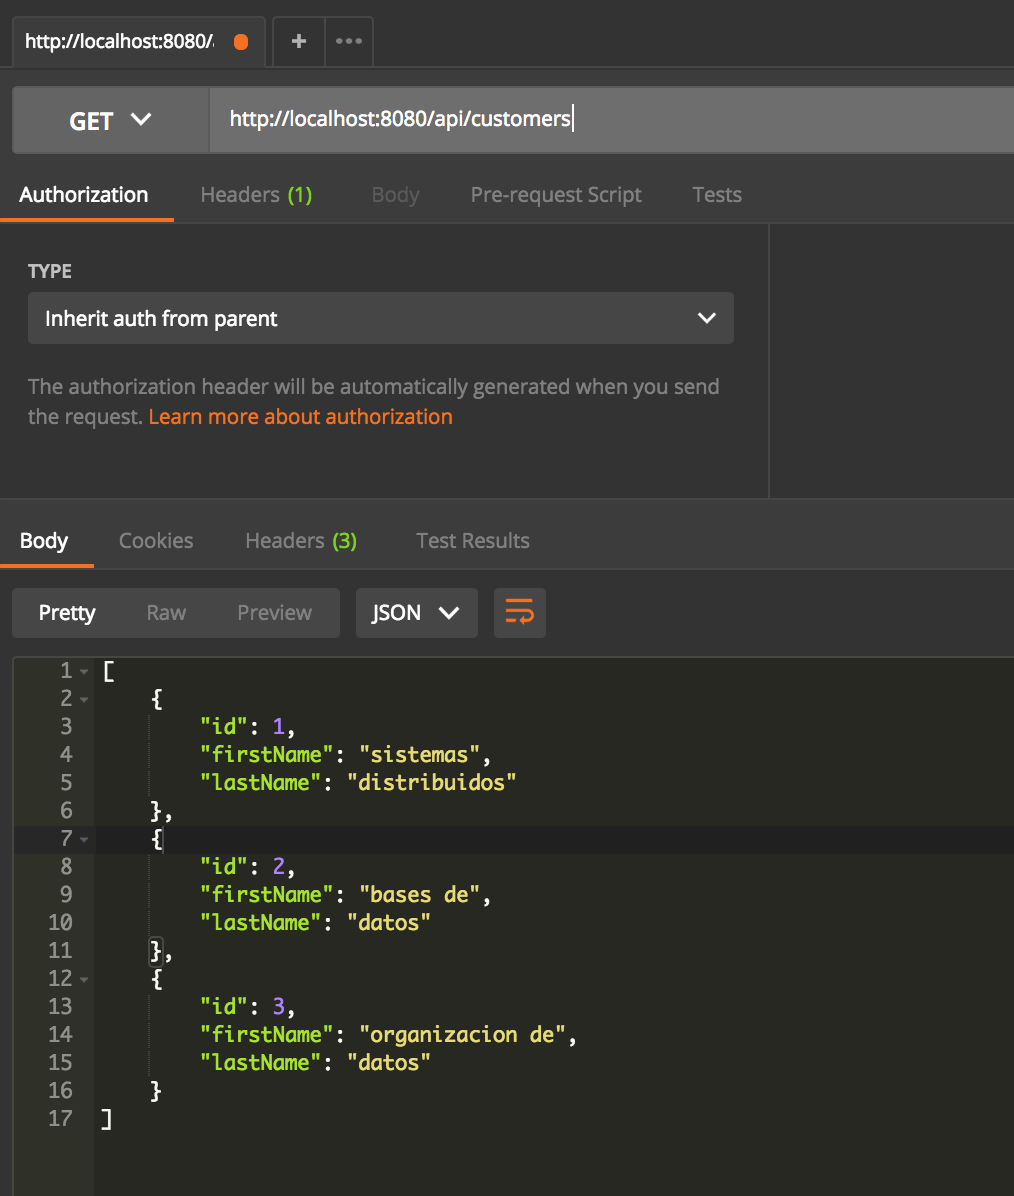 http://localhost:8080/
GET http://localhost:8080/api/customers
Authorization Headers (1) Body Pre-request Script Tests
TYPE
Inherit auth from parent
The authorization header will be automatically generated when you send
the request. Learn more about authorization
Body Cookies Headers (3) Test Results
Pretty Raw Preview JSON
1 [
2 {
3 "id": 1,
4 "firstName": "sistemas",
5 "lastName": "distribuidos"
6 },
7 {
8 "id": 2,
9 "firstName": "bases de",
10 "lastName": "datos"
11 },
12 {
13 "id": 3,
14 "firstName": "organizacion de",
15 "lastName": "datos"
16 }
17 ]